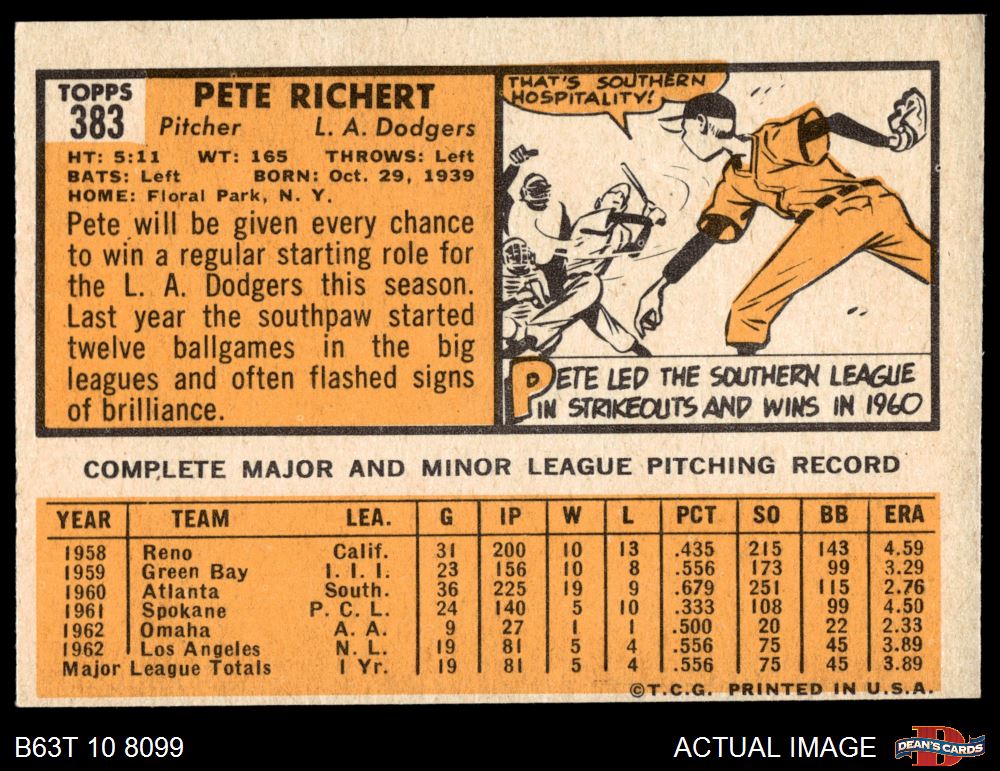 TOPPS
383
PETE RICHERT
Pitcher L. A. Dodgers
HT: 5:11 WT: 165 THROWS: Left
BATS: Left BORN: Oct. 29, 1939
HOME: Floral Park, N. Y.
Pete will be given every chance
to win a regular starting role for
the L. A. Dodgers this season.
Last year the southpaw started
twelve ballgames in the big
leagues and often flashed signs
of brilliance.
THAT'S SOUTHERN
HOSPITALITY!
PETE LED THE SOUTHERN LEAGUE
IN STRIKEOUTS AND WINS IN 1960
COMPLETE MAJOR AND MINOR LEAGUE PITCHING RECORD
YEAR TEAM LEA. G IP W L PCT SO BB ERA
1958 Reno Calif. 31 200 10 13 .435 215 143 4.59
1959 Green Bay I. I. I. 23 156 10 8 .556 173 99 3.29
1960 Atlanta South. 36 225 19 9 .679 251 115 2.76
1961 Spokane P. C. L. 24 140 5 10 .333 108 99 4.50
1962 Omaha A. A. 9 27 1 1 .500 20 22 2.33
1962 Los Angeles N. L. 19 81 5 4 .556 75 45 3.89
Major League Totals 1 Yr. 19 81 5 4 .556 75 45 3.89
©T.C.G. PRINTED IN U.S.A.
B63T 10 8099 ACTUAL IMAGE
D
DEAN'S CARDS